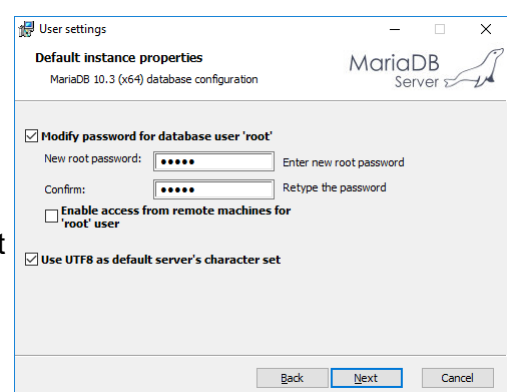 User settings
Default instance properties
MariaDB 10.3 (x64) database configuration
MariaDB
Server
Modify password for database user 'root'
New root password: ••••• Enter new root password
Confirm: ••••• Retype the password
Enable access from remote machines for
'root' user
t
Use UTF8 as default server's character set
Back Next Cancel